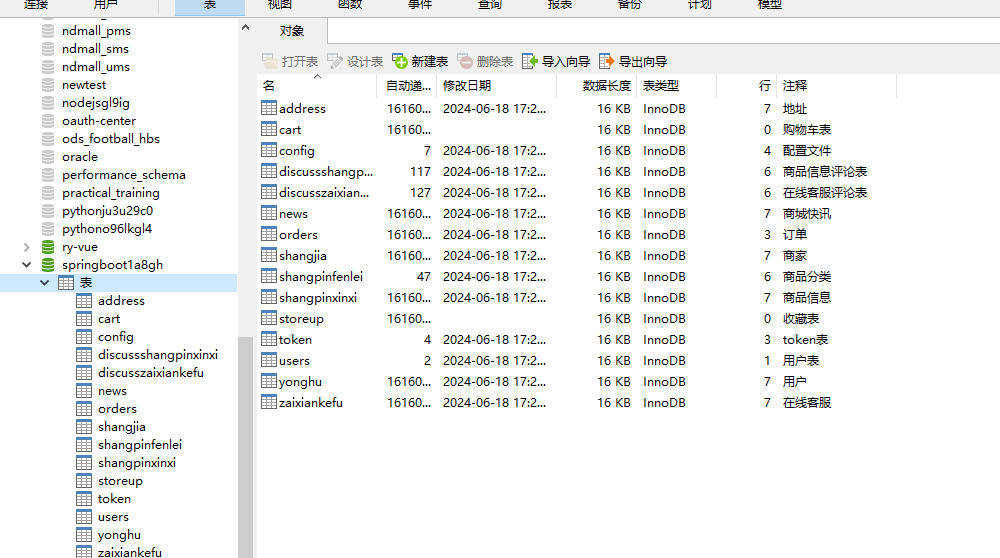 连接 用户 表 视图 函数 事件 查询 报表 备份 计划 模型
ndmall_pms
ndmall_sms
ndmall_ums
newtest
nodejsgl9ig
oauth-center
ods_football_hbs
oracle
performance_schema
practical_training
pythonju3u29c0
pythono96lkgl4
ry-vue
springboot1a8gh
表
address
cart
config
discussshangpinxinxi
discusszaixiankefu
news
orders
shangjia
shangpinfenlei
shangpinxinxi
storeup
token
users
yonghu
zaixiankefu
对象
打开表 设计表 新建表 删除表 导入向导 导出向导
名 自动递... 修改日期 数据长度 表类型 行 注释
address 16160... 2024-06-18 17:2... 16 KB InnoDB 7 地址
cart 16160... 16 KB InnoDB 0 购物车表
config 7 2024-06-18 17:2... 16 KB InnoDB 4 配置文件
discussshangp... 117 2024-06-18 17:2... 16 KB InnoDB 6 商品信息评论表
discusszaixian... 127 2024-06-18 17:2... 16 KB InnoDB 6 在线客服评论表
news 16160... 2024-06-18 17:2... 16 KB InnoDB 7 商城快讯
orders 16160... 2024-06-18 17:2... 16 KB InnoDB 3 订单
shangjia 16160... 2024-06-18 17:2... 16 KB InnoDB 7 商家
shangpinfenlei 47 2024-06-18 17:2... 16 KB InnoDB 6 商品分类
shangpinxinxi 16160... 2024-06-18 17:2... 16 KB InnoDB 7 商品信息
storeup 16160... 16 KB InnoDB 0 收藏表
token 4 2024-06-18 17:2... 16 KB InnoDB 3 token表
users 2 2024-06-18 17:2... 16 KB InnoDB 1 用户表
yonghu 16160... 2024-06-18 17:2... 16 KB InnoDB 7 用户
zaixiankefu 16160... 2024-06-18 17:2... 16 KB InnoDB 7 在线客服